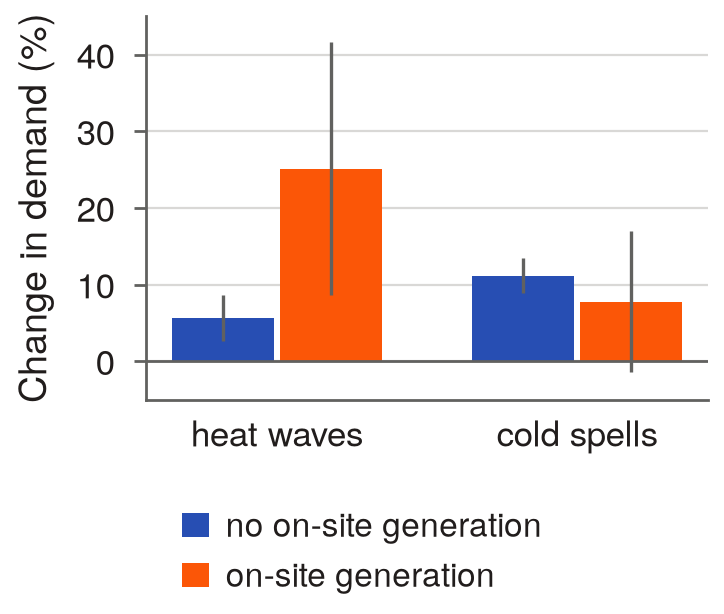 Change in demand (%)
40
30
20
10
0
heat waves
cold spells
no on-site generation
on-site generation